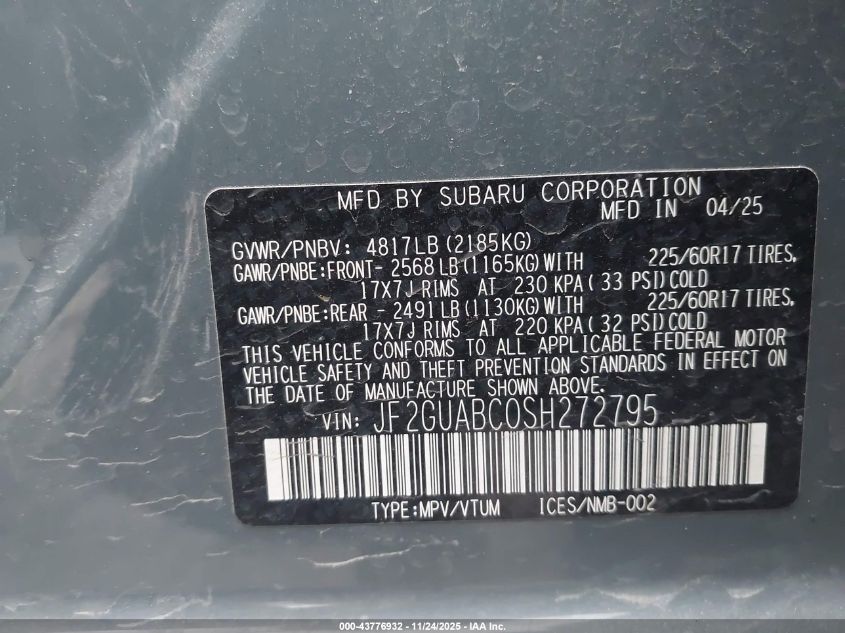 MFD BY SUBARU CORPORATION
MFD IN 04/25
GVWR/PNBV: 4817LB(2185KG)
GAWR/PNBE:FRONT- 2568LB(1165KG)WITH 225/60R17 TIRES,
17X7J RIMS AT 230 KPA( 33 PSI)COLD
GAWR/PNBE:REAR - 2491LB(1130KG)WITH 225/60R17 TIRES,
17X7J RIMS AT 220 KPA( 32 PSI)COLD
THIS VEHICLE CONFORMS TO ALL APPLICABLE FEDERAL MOTOR
VEHICLE SAFETY AND THEFT PREVENTION STANDARDS IN EFFECT ON
THE DATE OF MANUFACTURE SHOWN ABOVE.
VIN: JF2GUABC0SH272795
TYPE:MPV/VTUM ICES/NMB-002
000-43776932 - 11/24/2025 - IAA Inc.